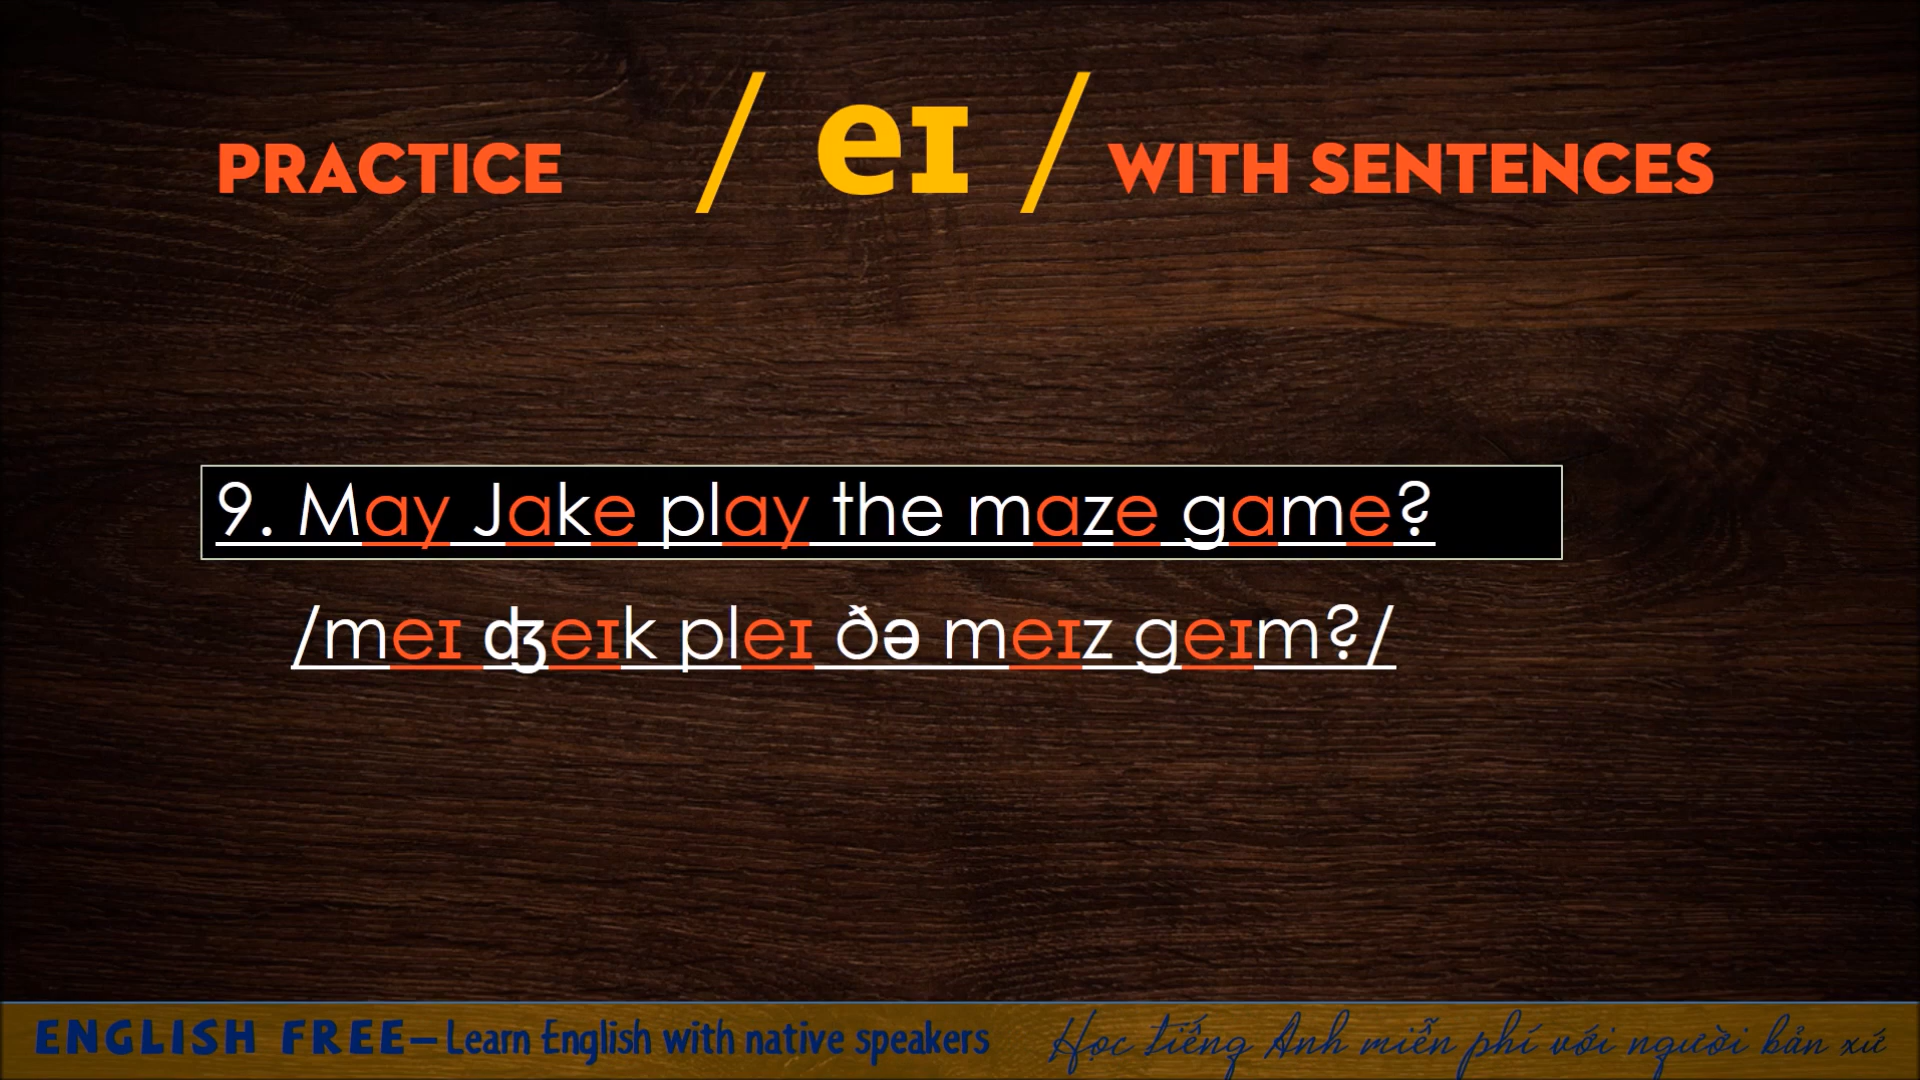 PRACTICE / eɪ / WITH SENTENCES
9. May Jake play the maze game?
/meɪ ʤeɪk pleɪ ðə meɪz geɪm?/
ENGLISH FREE – Learn English with native speakers Học tiếng Anh miễn phí với người bản xứ